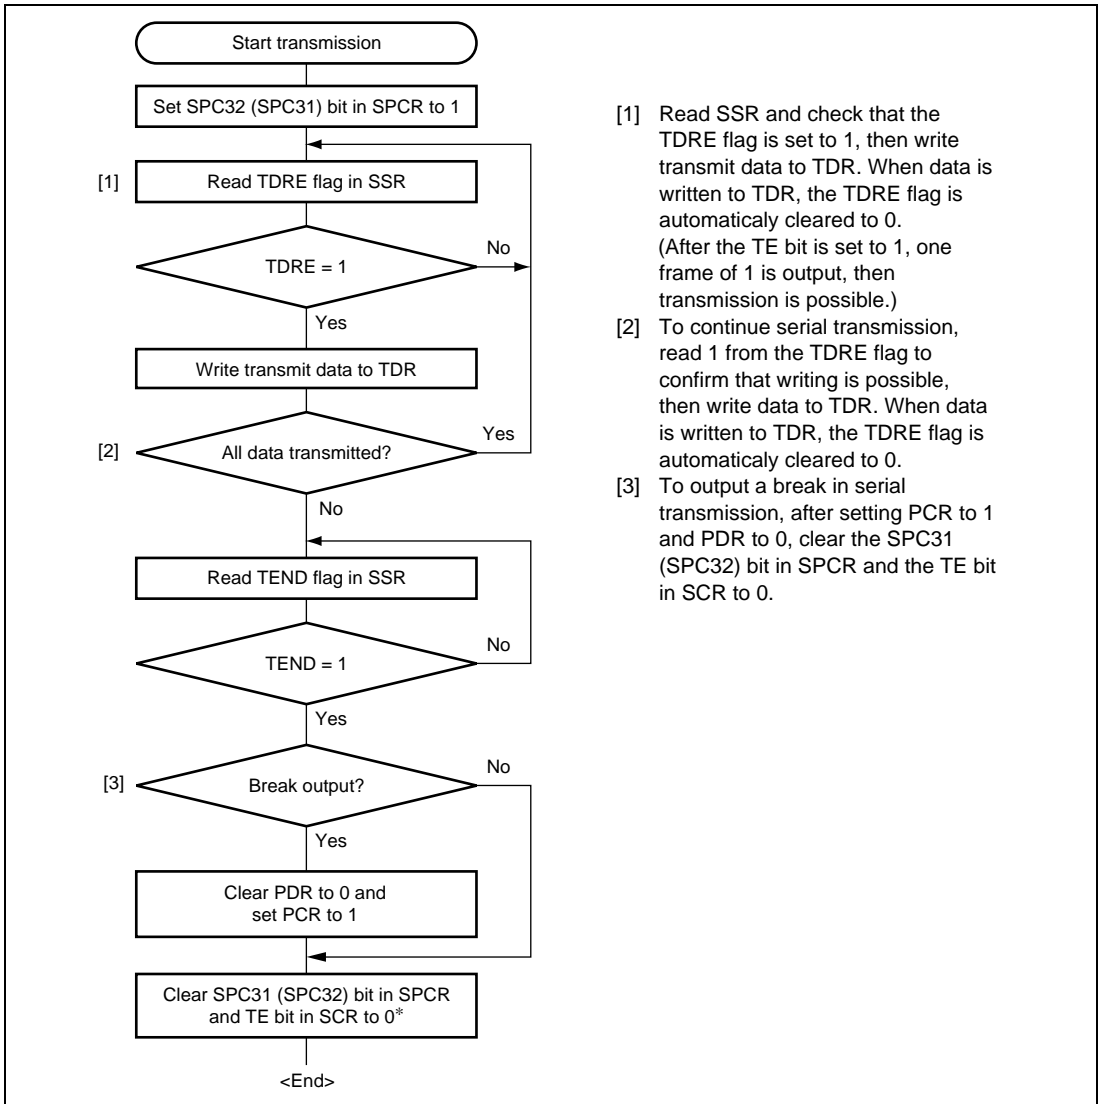 Start transmission
Set SPC32 (SPC31) bit in SPCR to 1
[1]
Read TDRE flag in SSR
No
TDRE = 1
Yes
Write transmit data to TDR
[2]
Yes
All data transmitted?
No
Read TEND flag in SSR
No
TEND = 1
Yes
[3]
No
Break output?
Yes
Clear PDR to 0 and
set PCR to 1
Clear SPC31 (SPC32) bit in SPCR
and TE bit in SCR to 0*
<End>
[1] Read SSR and check that the
TDRE flag is set to 1, then write
transmit data to TDR. When data is
written to TDR, the TDRE flag is
automaticaly cleared to 0.
(After the TE bit is set to 1, one
frame of 1 is output, then
transmission is possible.)
[2] To continue serial transmission,
read 1 from the TDRE flag to
confirm that writing is possible,
then write data to TDR. When data
is written to TDR, the TDRE flag is
automaticaly cleared to 0.
[3] To output a break in serial
transmission, after setting PCR to 1
and PDR to 0, clear the SPC31
(SPC32) bit in SPCR and the TE bit
in SCR to 0.